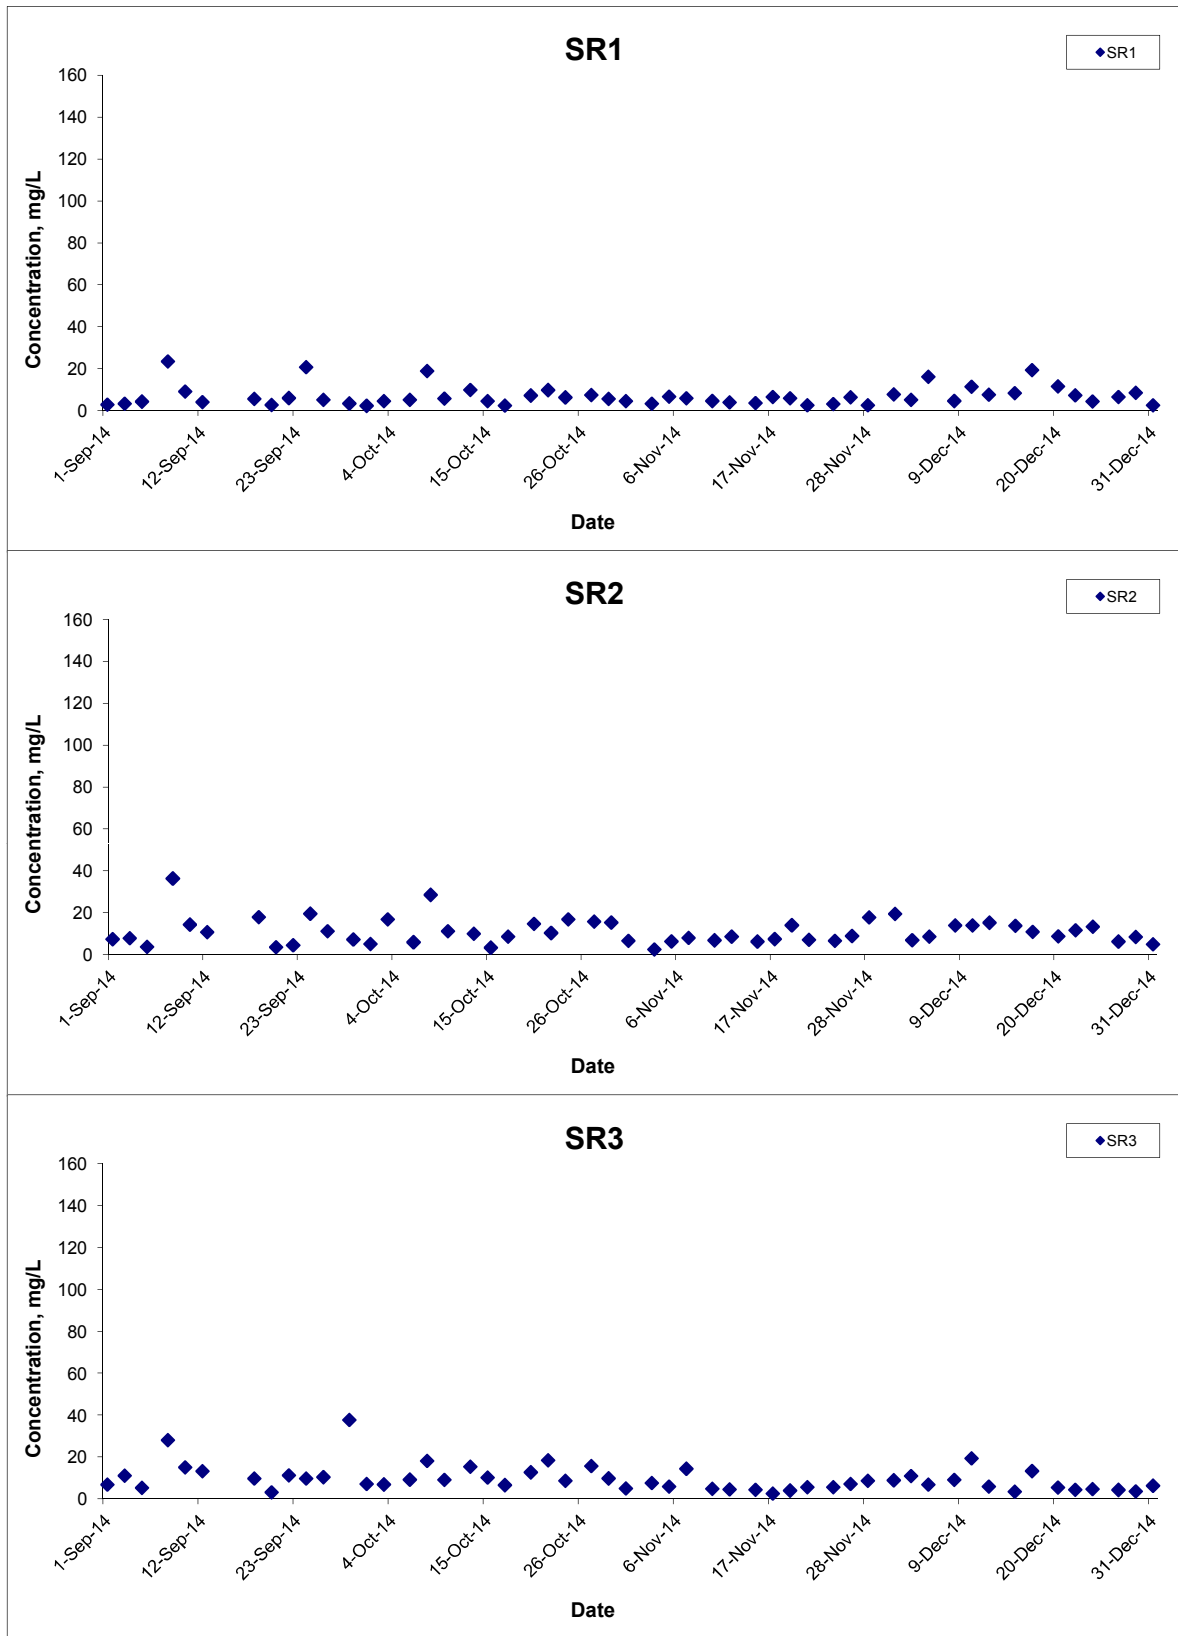 SR1
SR1
160
140
120
100
80
60
40
20
0
Concentration, mg/L
1-Sep-14
12-Sep-14
23-Sep-14
4-Oct-14
15-Oct-14
26-Oct-14
6-Nov-14
17-Nov-14
28-Nov-14
9-Dec-14
20-Dec-14
31-Dec-14
Date
SR2
SR2
160
140
120
100
80
60
40
20
0
Concentration, mg/L
1-Sep-14
12-Sep-14
23-Sep-14
4-Oct-14
15-Oct-14
26-Oct-14
6-Nov-14
17-Nov-14
28-Nov-14
9-Dec-14
20-Dec-14
31-Dec-14
Date
SR3
SR3
160
140
120
100
80
60
40
20
0
Concentration, mg/L
1-Sep-14
12-Sep-14
23-Sep-14
4-Oct-14
15-Oct-14
26-Oct-14
6-Nov-14
17-Nov-14
28-Nov-14
9-Dec-14
20-Dec-14
31-Dec-14
Date